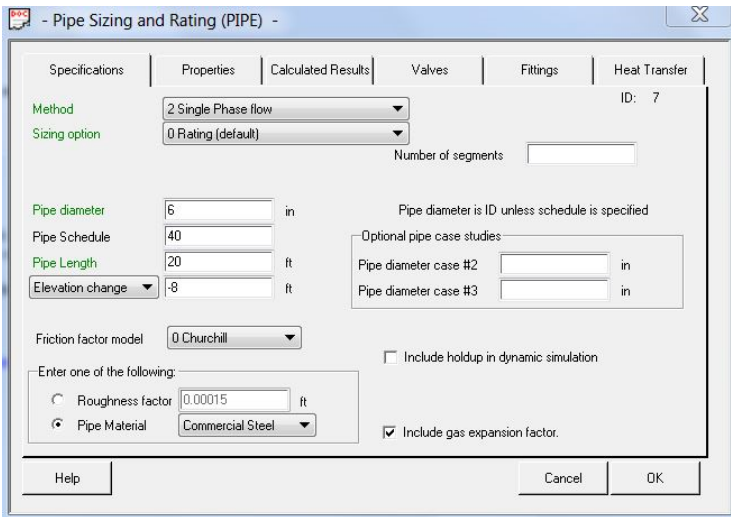 - Pipe Sizing and Rating (PIPE) -
Specifications Properties Calculated Results Valves Fittings Heat Transfer
ID: 7
Method 2 Single Phase flow
Sizing option 0 Rating (default)
Number of segments
Pipe diameter 6 in Pipe diameter is ID unless schedule is specified
Pipe Schedule 40 Optional pipe case studies
Pipe Length 20 ft Pipe diameter case #2 in
Elevation change -8 ft Pipe diameter case #3 in
Friction factor model 0 Churchill
Include holdup in dynamic simulation
Enter one of the following:
Roughness factor 0.00015 ft
Pipe Material Commercial Steel
Include gas expansion factor.
Help Cancel OK